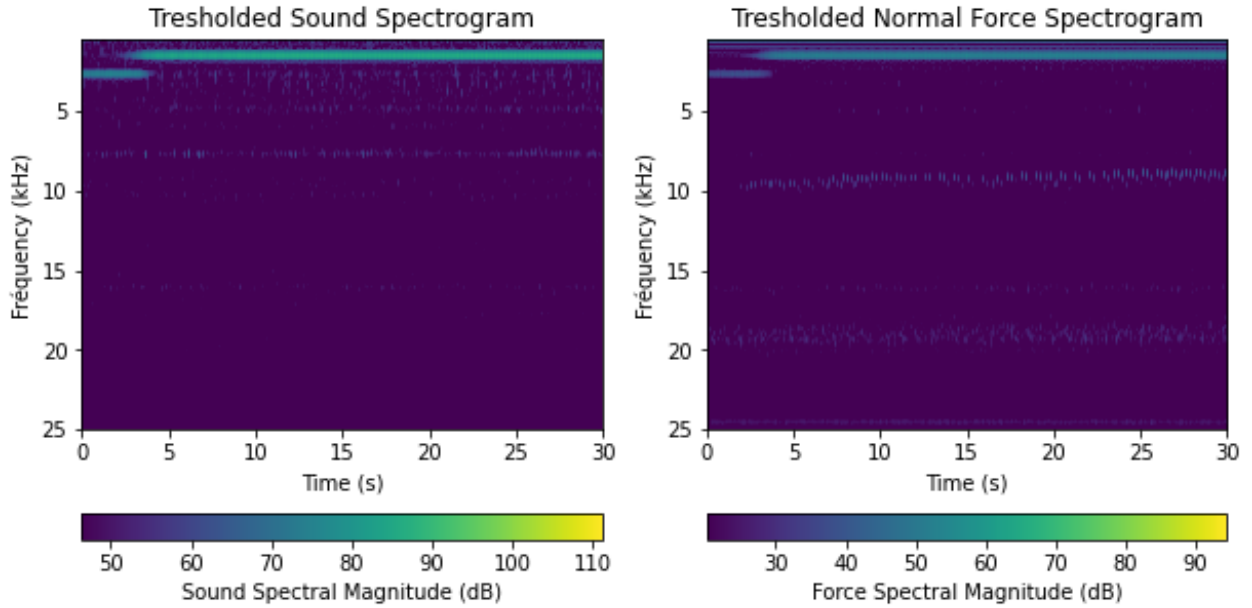 Tresholded Sound Spectrogram
Fréquency (kHz)
5
10
15
20
25
0 5 10 15 20 25 30
Time (s)
50 60 70 80 90 100 110
Sound Spectral Magnitude (dB)
Tresholded Normal Force Spectrogram
Fréquency (kHz)
5
10
15
20
25
0 5 10 15 20 25 30
Time (s)
30 40 50 60 70 80 90
Force Spectral Magnitude (dB)